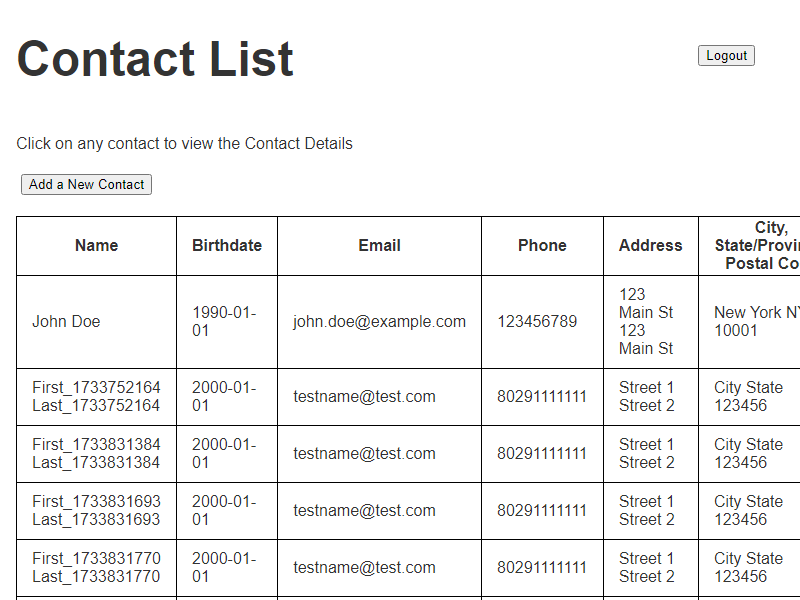 Contact List
Logout
Click on any contact to view the Contact Details
Add a New Contact
Name Birthdate Email Phone Address City,
State/Provi
Postal Co
John Doe 1990-01-
01 john.doe@example.com 123456789 123
Main St
123
Main St New York NY
10001
First_1733752164
Last_1733752164 2000-01-
01 testname@test.com 80291111111 Street 1
Street 2 City State
123456
First_1733831384
Last_1733831384 2000-01-
01 testname@test.com 80291111111 Street 1
Street 2 City State
123456
First_1733831693
Last_1733831693 2000-01-
01 testname@test.com 80291111111 Street 1
Street 2 City State
123456
First_1733831770
Last_1733831770 2000-01-
01 testname@test.com 80291111111 Street 1
Street 2 City State
123456